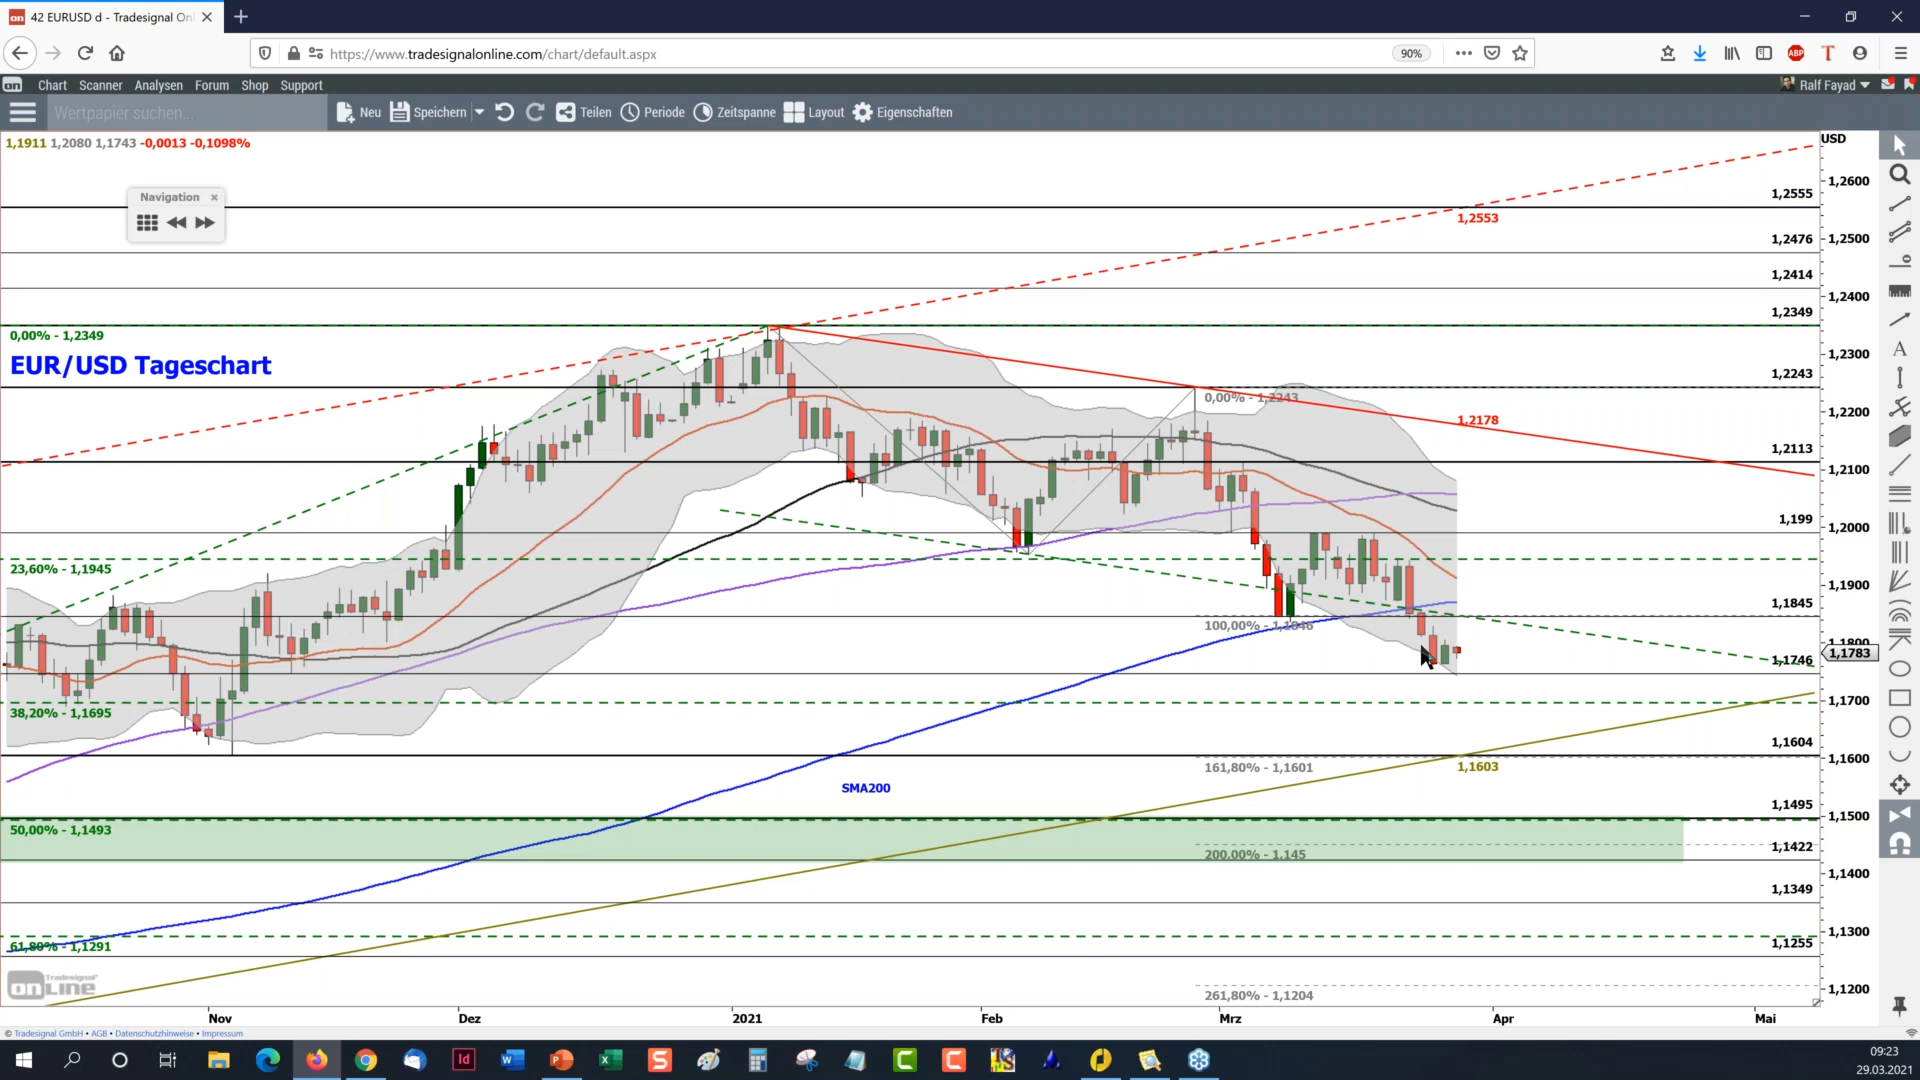 42 EURUSD d - Tradesignal Onl
https://www.tradesignalonline.com/chart/default.aspx
90%
ABP
on Chart Scanner Analysen Forum Shop Support
Ralf Fayad
Wertpapier suchen...
Neu Speichern Teilen Periode Zeitspanne Layout Eigenschaften
1,1911 1,2080 1,1743 -0,0013 -0,1098%
USD
Navigation
1,2600
1,2555
1,2553
1,2500
1,2476
1,2414
1,2400
1,2349
0,00% - 1,2349
EUR/USD Tageschart
1,2300
1,2243
0,00% - 1,2243
1,2200
1,2178
1,2113
1,2100
1,199
1,2000
23,60% - 1,1945
1,1900
1,1845
100,00% - 1,1846
1,1800
1,1783
1,1746
1,1700
38,20% - 1,1695
1,1604
1,1600
161,80% - 1,1601
1,1603
SMA200
1,1495
1,1500
50,00% - 1,1493
1,1422
200,00% - 1,145
1,1400
1,1349
1,1300
1,1255
61,80% - 1,1291
Tradesignal
onLine
261,80% - 1,1204
1,1200
Nov Dez 2021 Feb Mrz Apr Mai
© Tradesignal GmbH • AGB • Datenschutzhinweise • Impressum
09:23
29.03.2021